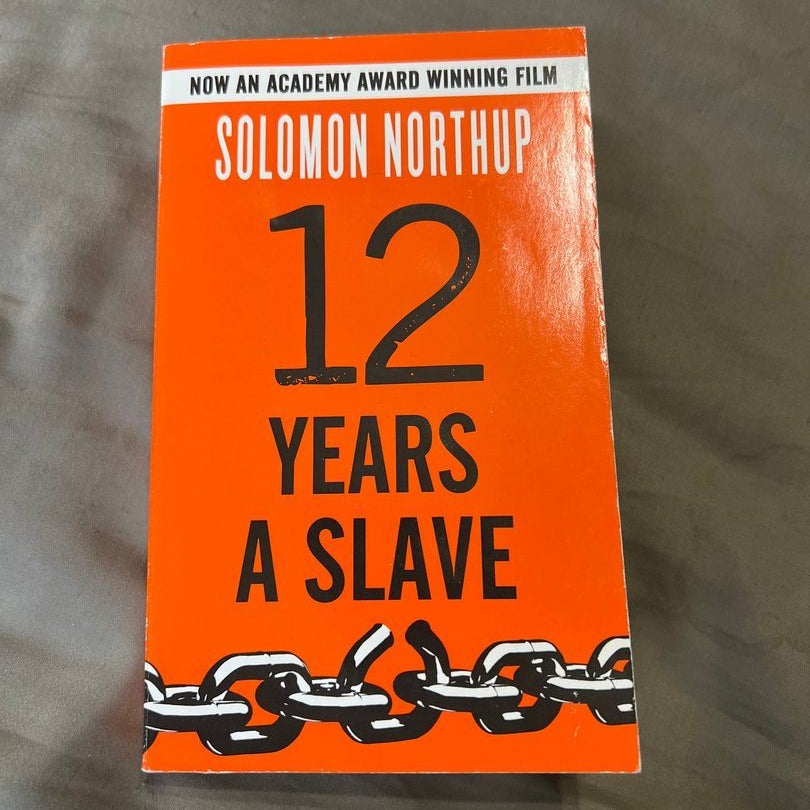 NOW AN ACADEMY AWARD WINNING FILM
SOLOMON NORTHUP
12
YEARS
A SLAVE